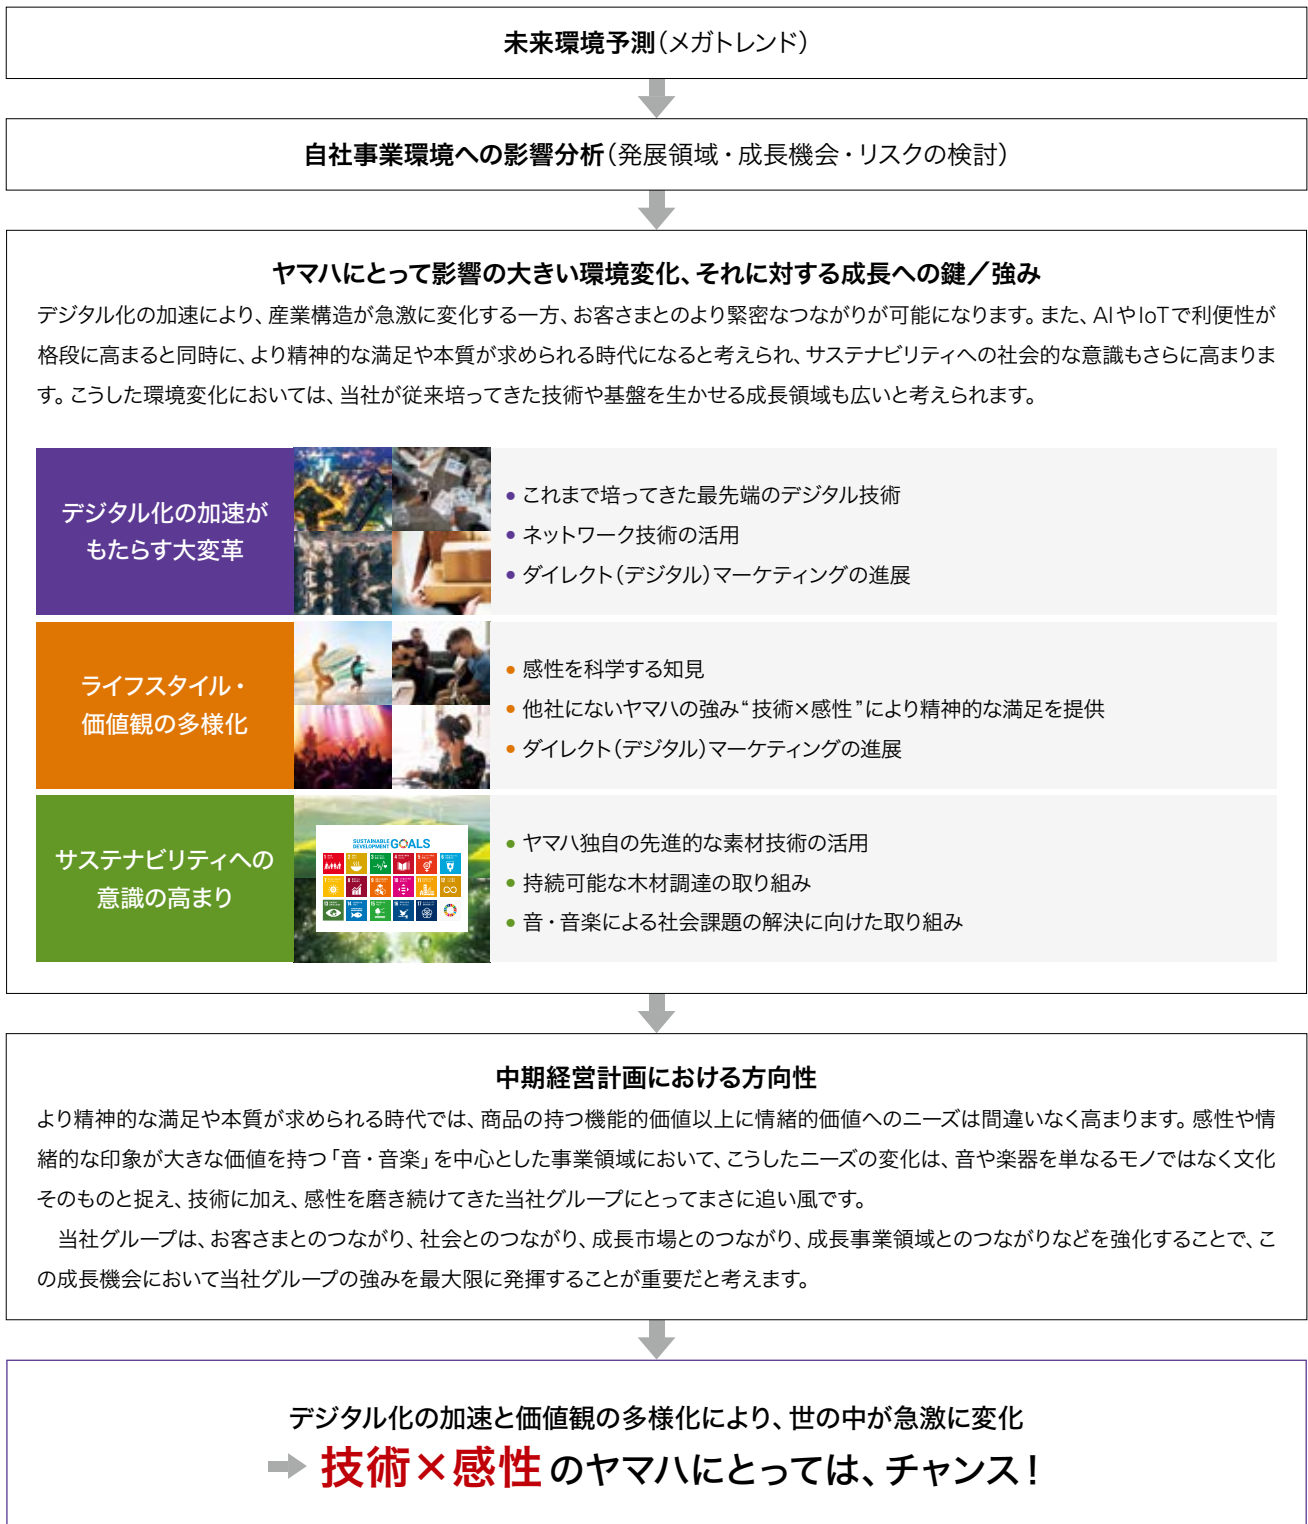 未来環境予測（メガトレンド）
自社事業環境への影響分析（発展領域・成長機会・リスクの検討）
ヤマハにとって影響の大きい環境変化、それに対する成長への鍵／強み
デジタル化の加速により、産業構造が急激に変化する一方、お客さまとのより緊密なつながりが可能になります。また、AIやIoTで利便性が
格段に高まると同時に、より精神的な満足や本質が求められる時代になると考えられ、サステナビリティへの社会的な意識もさらに高まりま
す。こうした環境変化においては、当社が従来培ってきた技術や基盤を生かせる成長領域も広いと考えられます。
デジタル化の加速が
もたらす大変革
• これまで培ってきた最先端のデジタル技術
• ネットワーク技術の活用
• ダイレクト（デジタル）マーケティングの進展
ライフスタイル・
価値観の多様化
• 感性を科学する知見
• 他社にないヤマハの強み“技術×感性”により精神的な満足を提供
• ダイレクト（デジタル）マーケティングの進展
サステナビリティへの
意識の高まり
SUSTAINABLE
DEVELOPMENT GOALS
• ヤマハ独自の先進的な素材技術の活用
• 持続可能な木材調達の取り組み
• 音・音楽による社会課題の解決に向けた取り組み
中期経営計画における方向性
より精神的な満足や本質が求められる時代では、商品の持つ機能的価値以上に情緒的価値へのニーズは間違いなく高まります。感性や情
緒的な印象が大きな価値を持つ「音・音楽」を中心とした事業領域において、こうしたニーズの変化は、音や楽器を単なるモノではなく文化
そのものと捉え、技術に加え、感性を磨き続けてきた当社グループにとってまさに追い風です。
当社グループは、お客さまとのつながり、社会とのつながり、成長市場とのつながり、成長事業領域とのつながりなどを強化することで、こ
の成長機会において当社グループの強みを最大限に発揮することが重要だと考えます。
デジタル化の加速と価値観の多様化により、世の中が急激に変化
技術×感性のヤマハにとっては、チャンス！